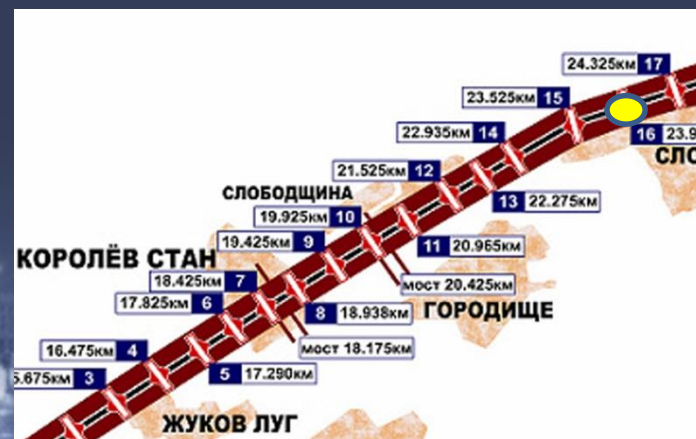 24.325км 17
23.525км 15
22.935км 14
16 23.9
СЛО
21.525км 12
СЛОБОДЩИНА
13 22.275км
19.925км 10
19.425км 9
11 20.965км
КОРОЛЁВ СТАН
18.425км 7
мост 20.425км
17.825км 6
8 18.938км
ГОРОДИЩЕ
мост 18.175км
16.475км 4
5.675км 3
5 17.290км
ЖУКОВ ЛУГ